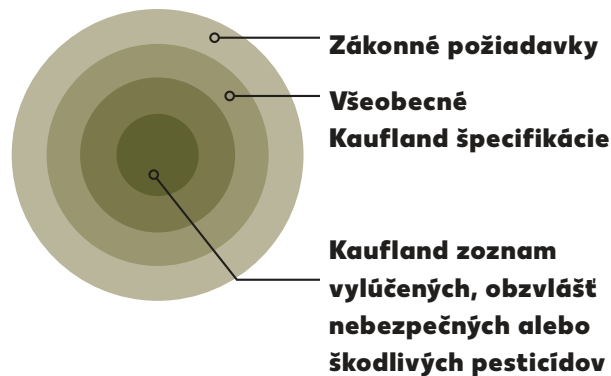 Zákonné požiadavky
Všeobecné
Kaufland špecifikácie
Kaufland zoznam
vylúčených, obzvlášť
nebezpečných alebo
škodlivých pesticídov